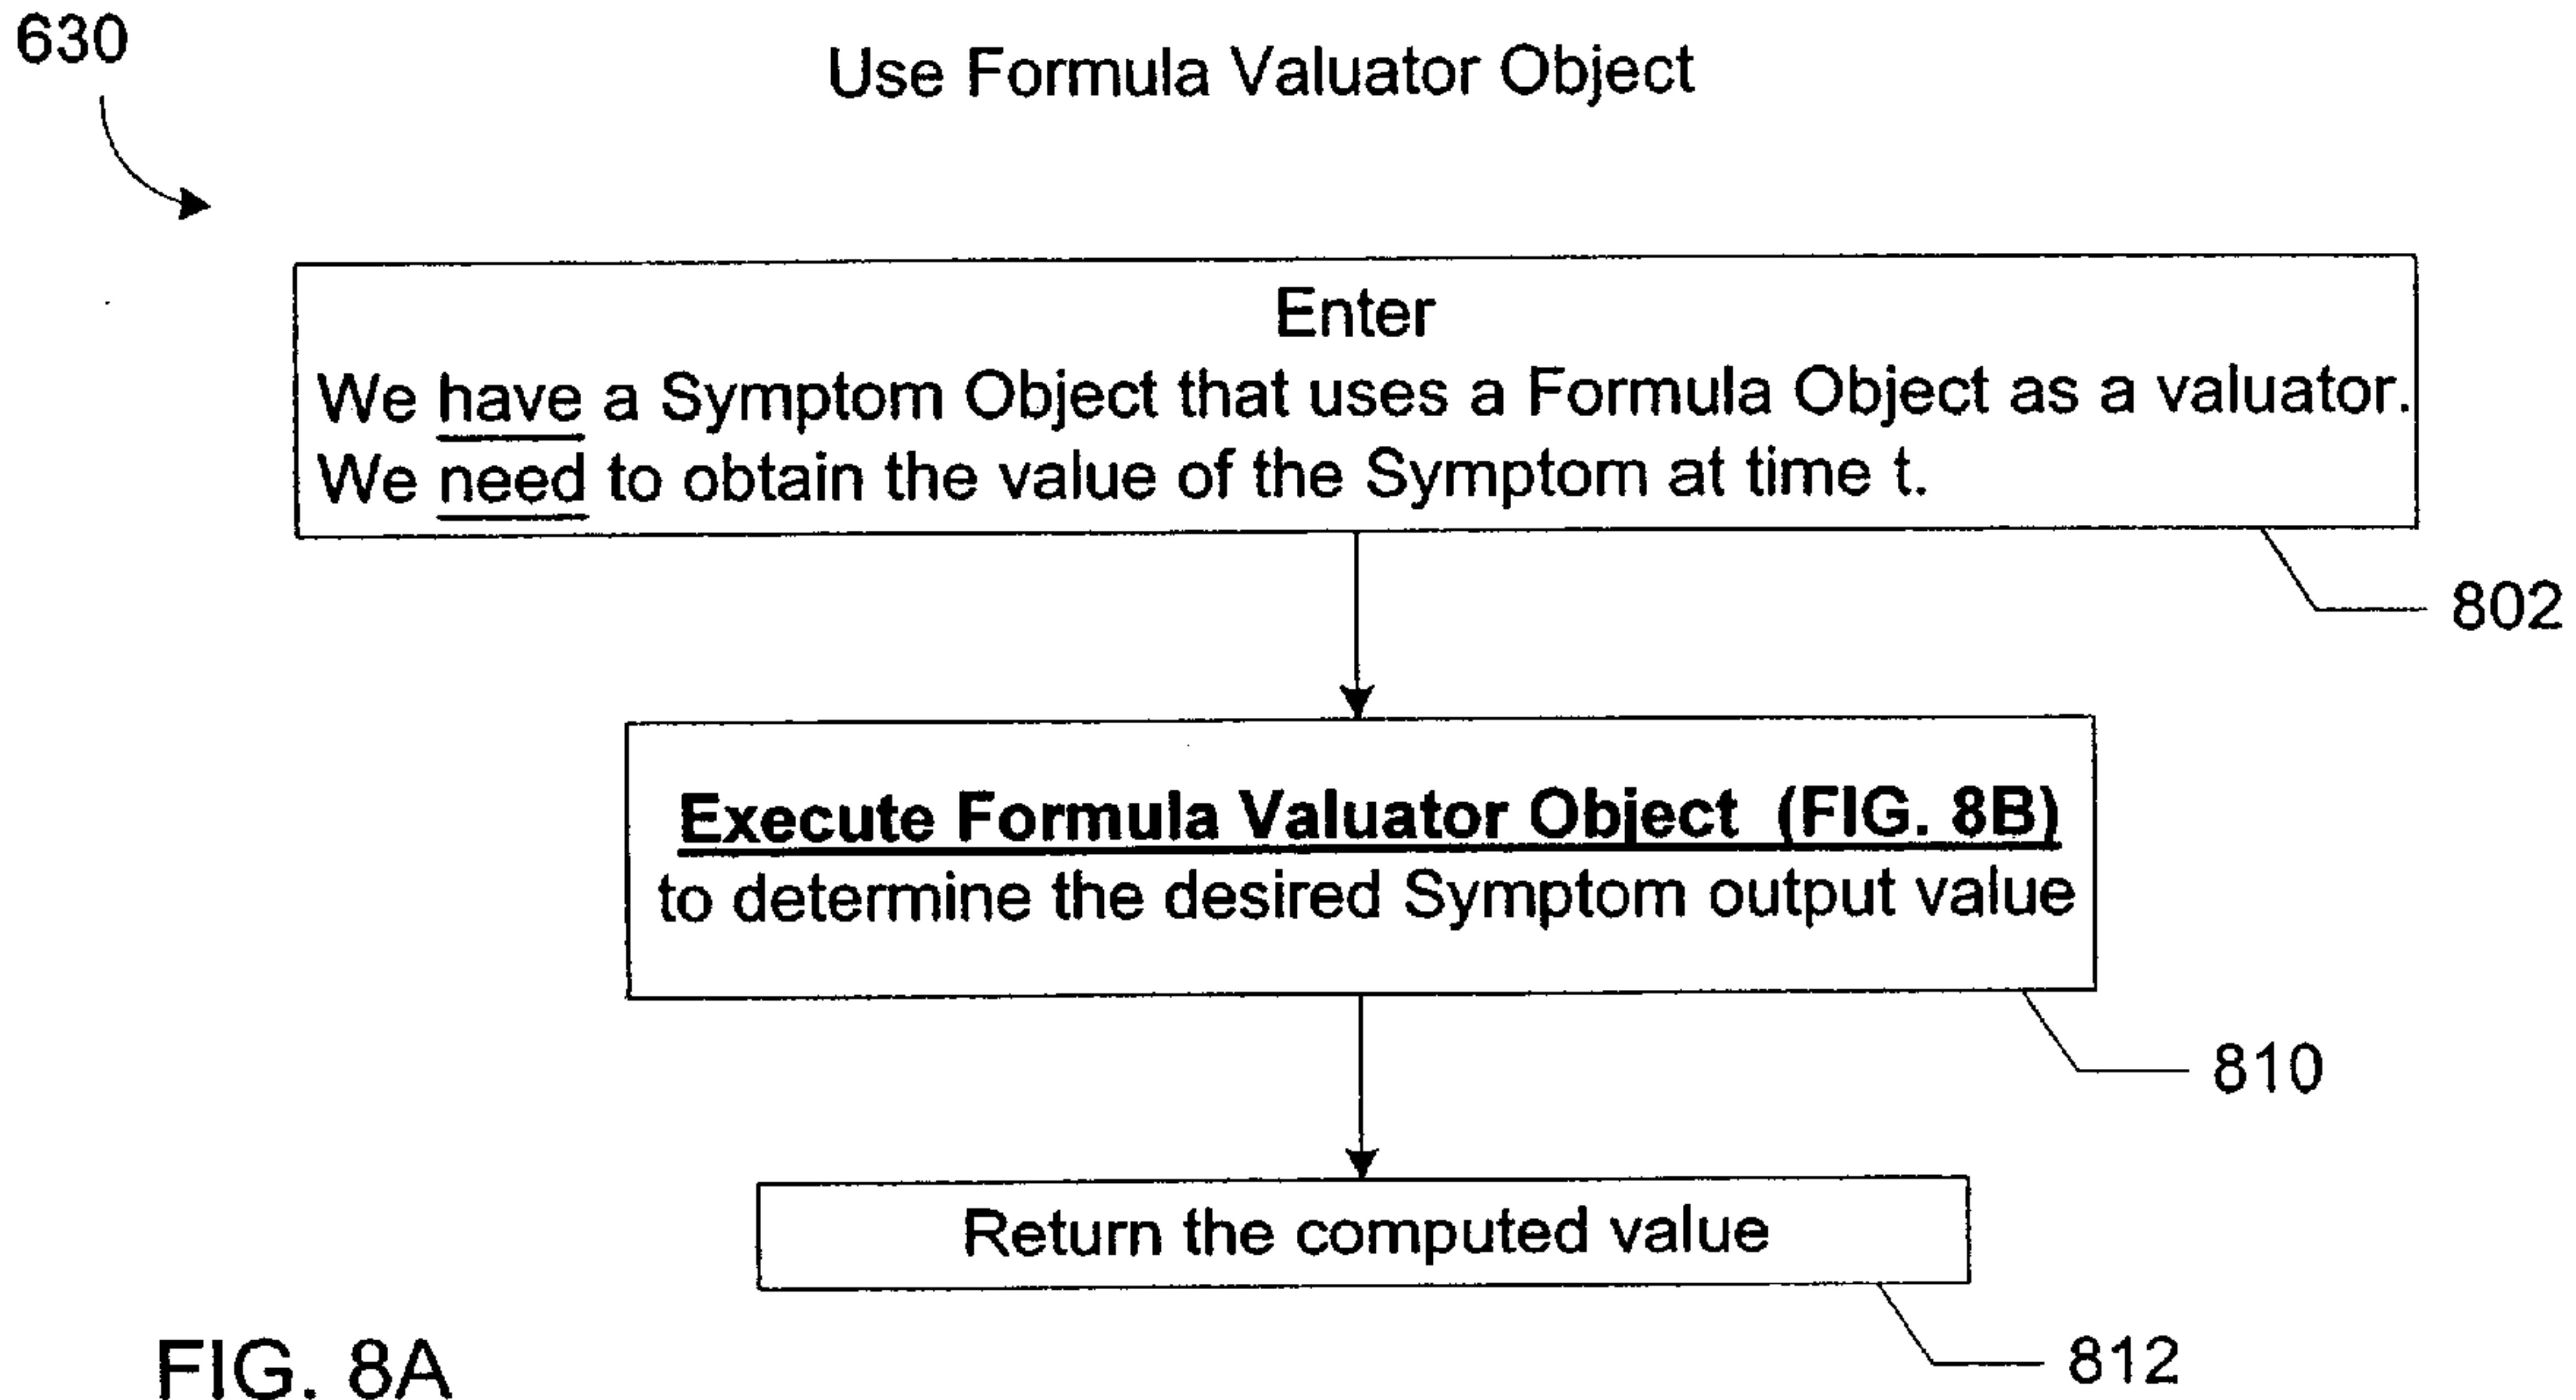 630
Use Formula Valuator Object
Enter
We have a Symptom Object that uses a Formula Object as a valuator.
We need to obtain the value of the Symptom at time t.
802
Execute Formula Valuator Object (FIG. 8B)
to determine the desired Symptom output value
810
Return the computed value
812
FIG. 8A